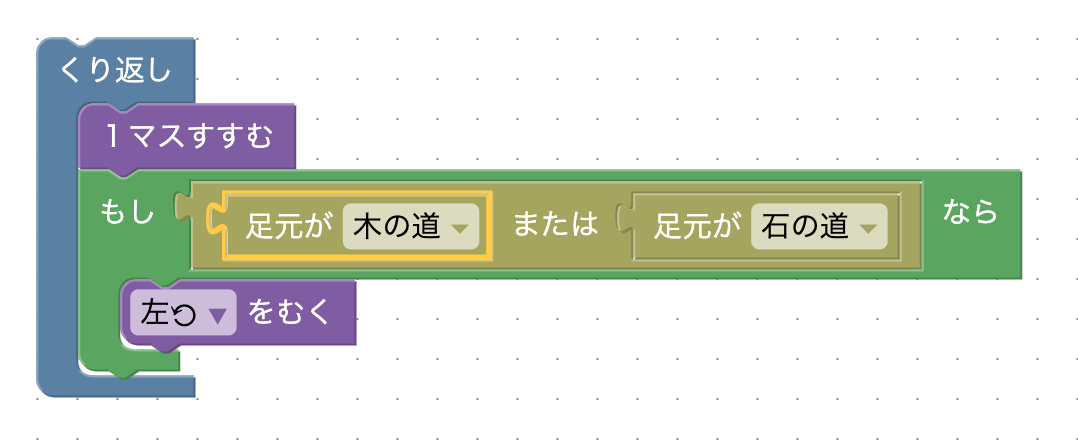 くり返し
1マスすすむ
もし 足元が 木の道 または 足元が 石の道 なら
左 をむく